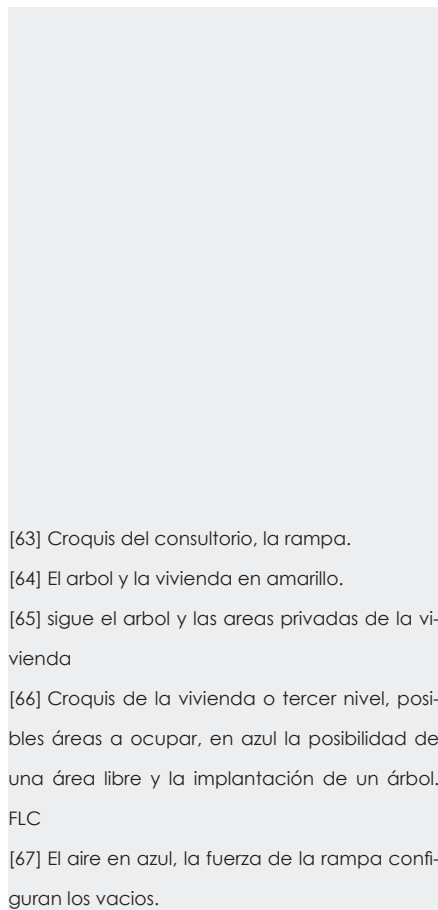 [63] Croquis del consultorio, la rampa.
[64] El arbol y la vivienda en amarillo.
[65] sigue el arbol y las areas privadas de la vi-
vienda
[66] Croquis de la vivienda o tercer nivel, posi-
bles áreas a ocupar, en azul la posibilidad de
una área libre y la implantación de un árbol.
FLC
[67] El aire en azul, la fuerza de la rampa confi-
guran los vacios.